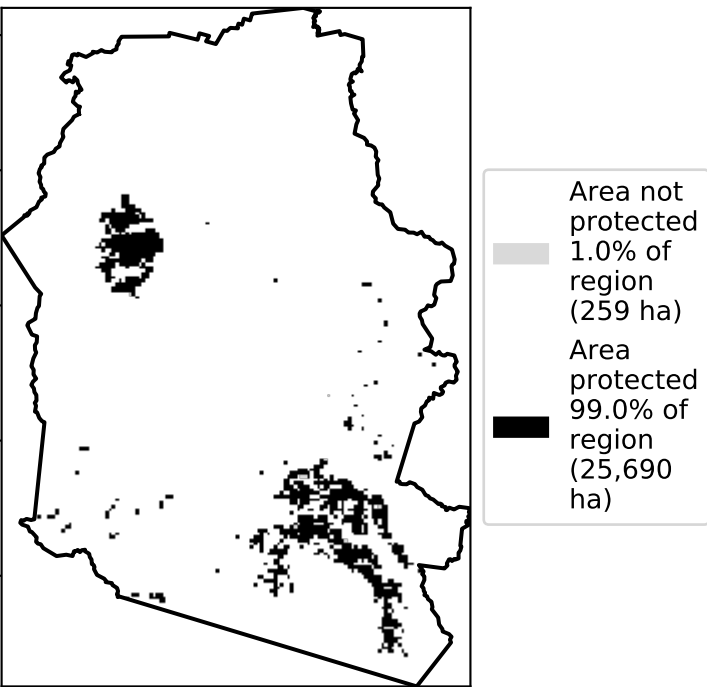 Area not
protected
1.0% of
region
(259 ha)
Area
protected
99.0% of
region
(25,690
ha)